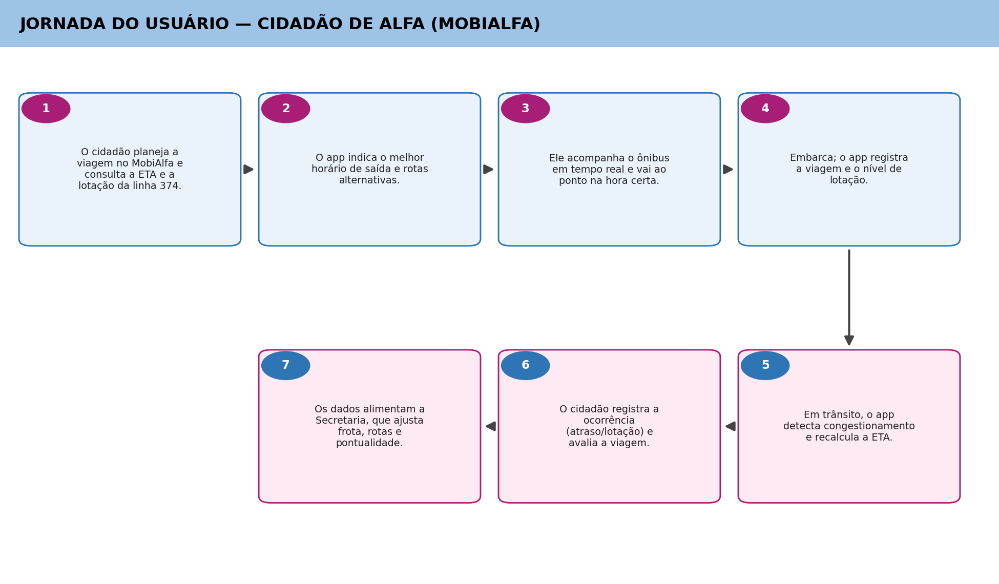 JORNADA DO USUÁRIO — CIDADÃO DE ALFA (MOBIALFA)
1
O cidadão planeja a
viagem no MobiAlfa e
consulta a ETA e a
lotação da linha 374.
2
O app indica o melhor
horário de saída e rotas
alternativas.
3
Ele acompanha o ônibus
em tempo real e vai ao
ponto na hora certa.
4
Embarca; o app registra
a viagem e o nível de
lotação.
5
Em trânsito, o app
detecta congestionamento
e recalcula a ETA.
6
O cidadão registra a
ocorrência
(atraso/lotação) e
avalia a viagem.
7
Os dados alimentam a
Secretaria, que ajusta
frota, rotas e
pontualidade.